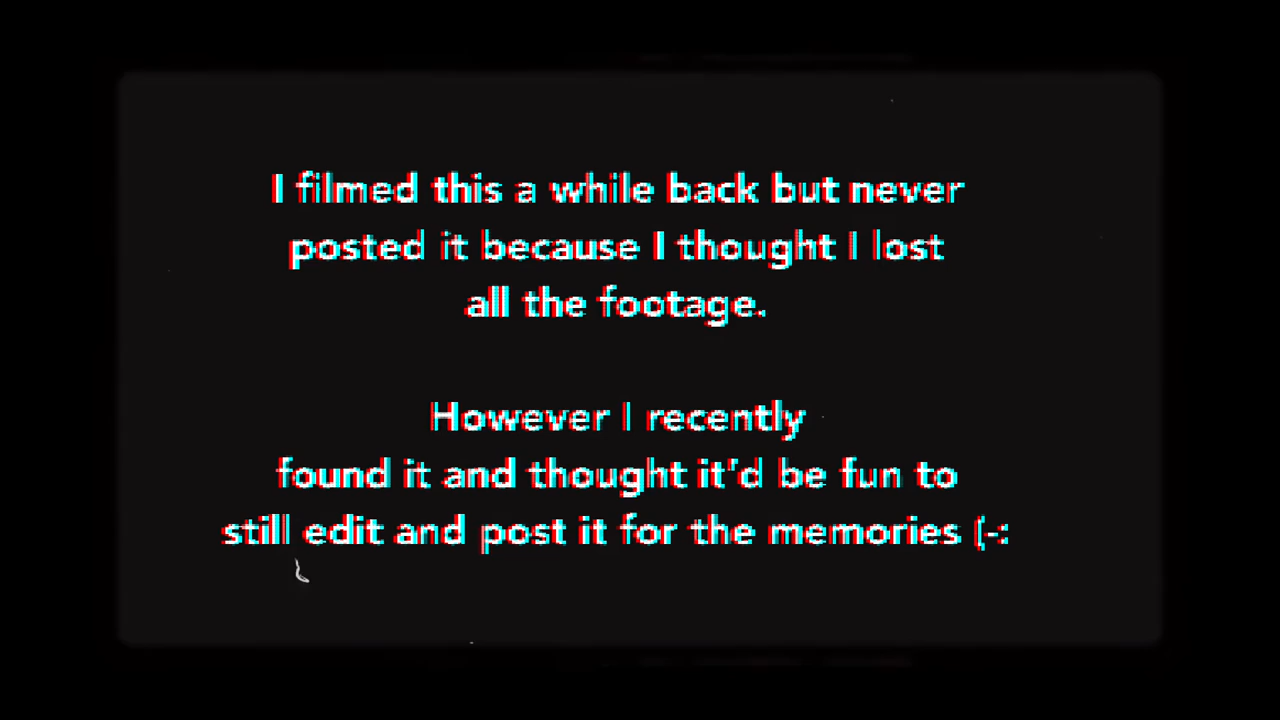 I filmed this a while back but never
posted it because I thought I lost
all the footage.
However I recently
found it and thought it'd be fun to
still edit and post it for the memories (-: